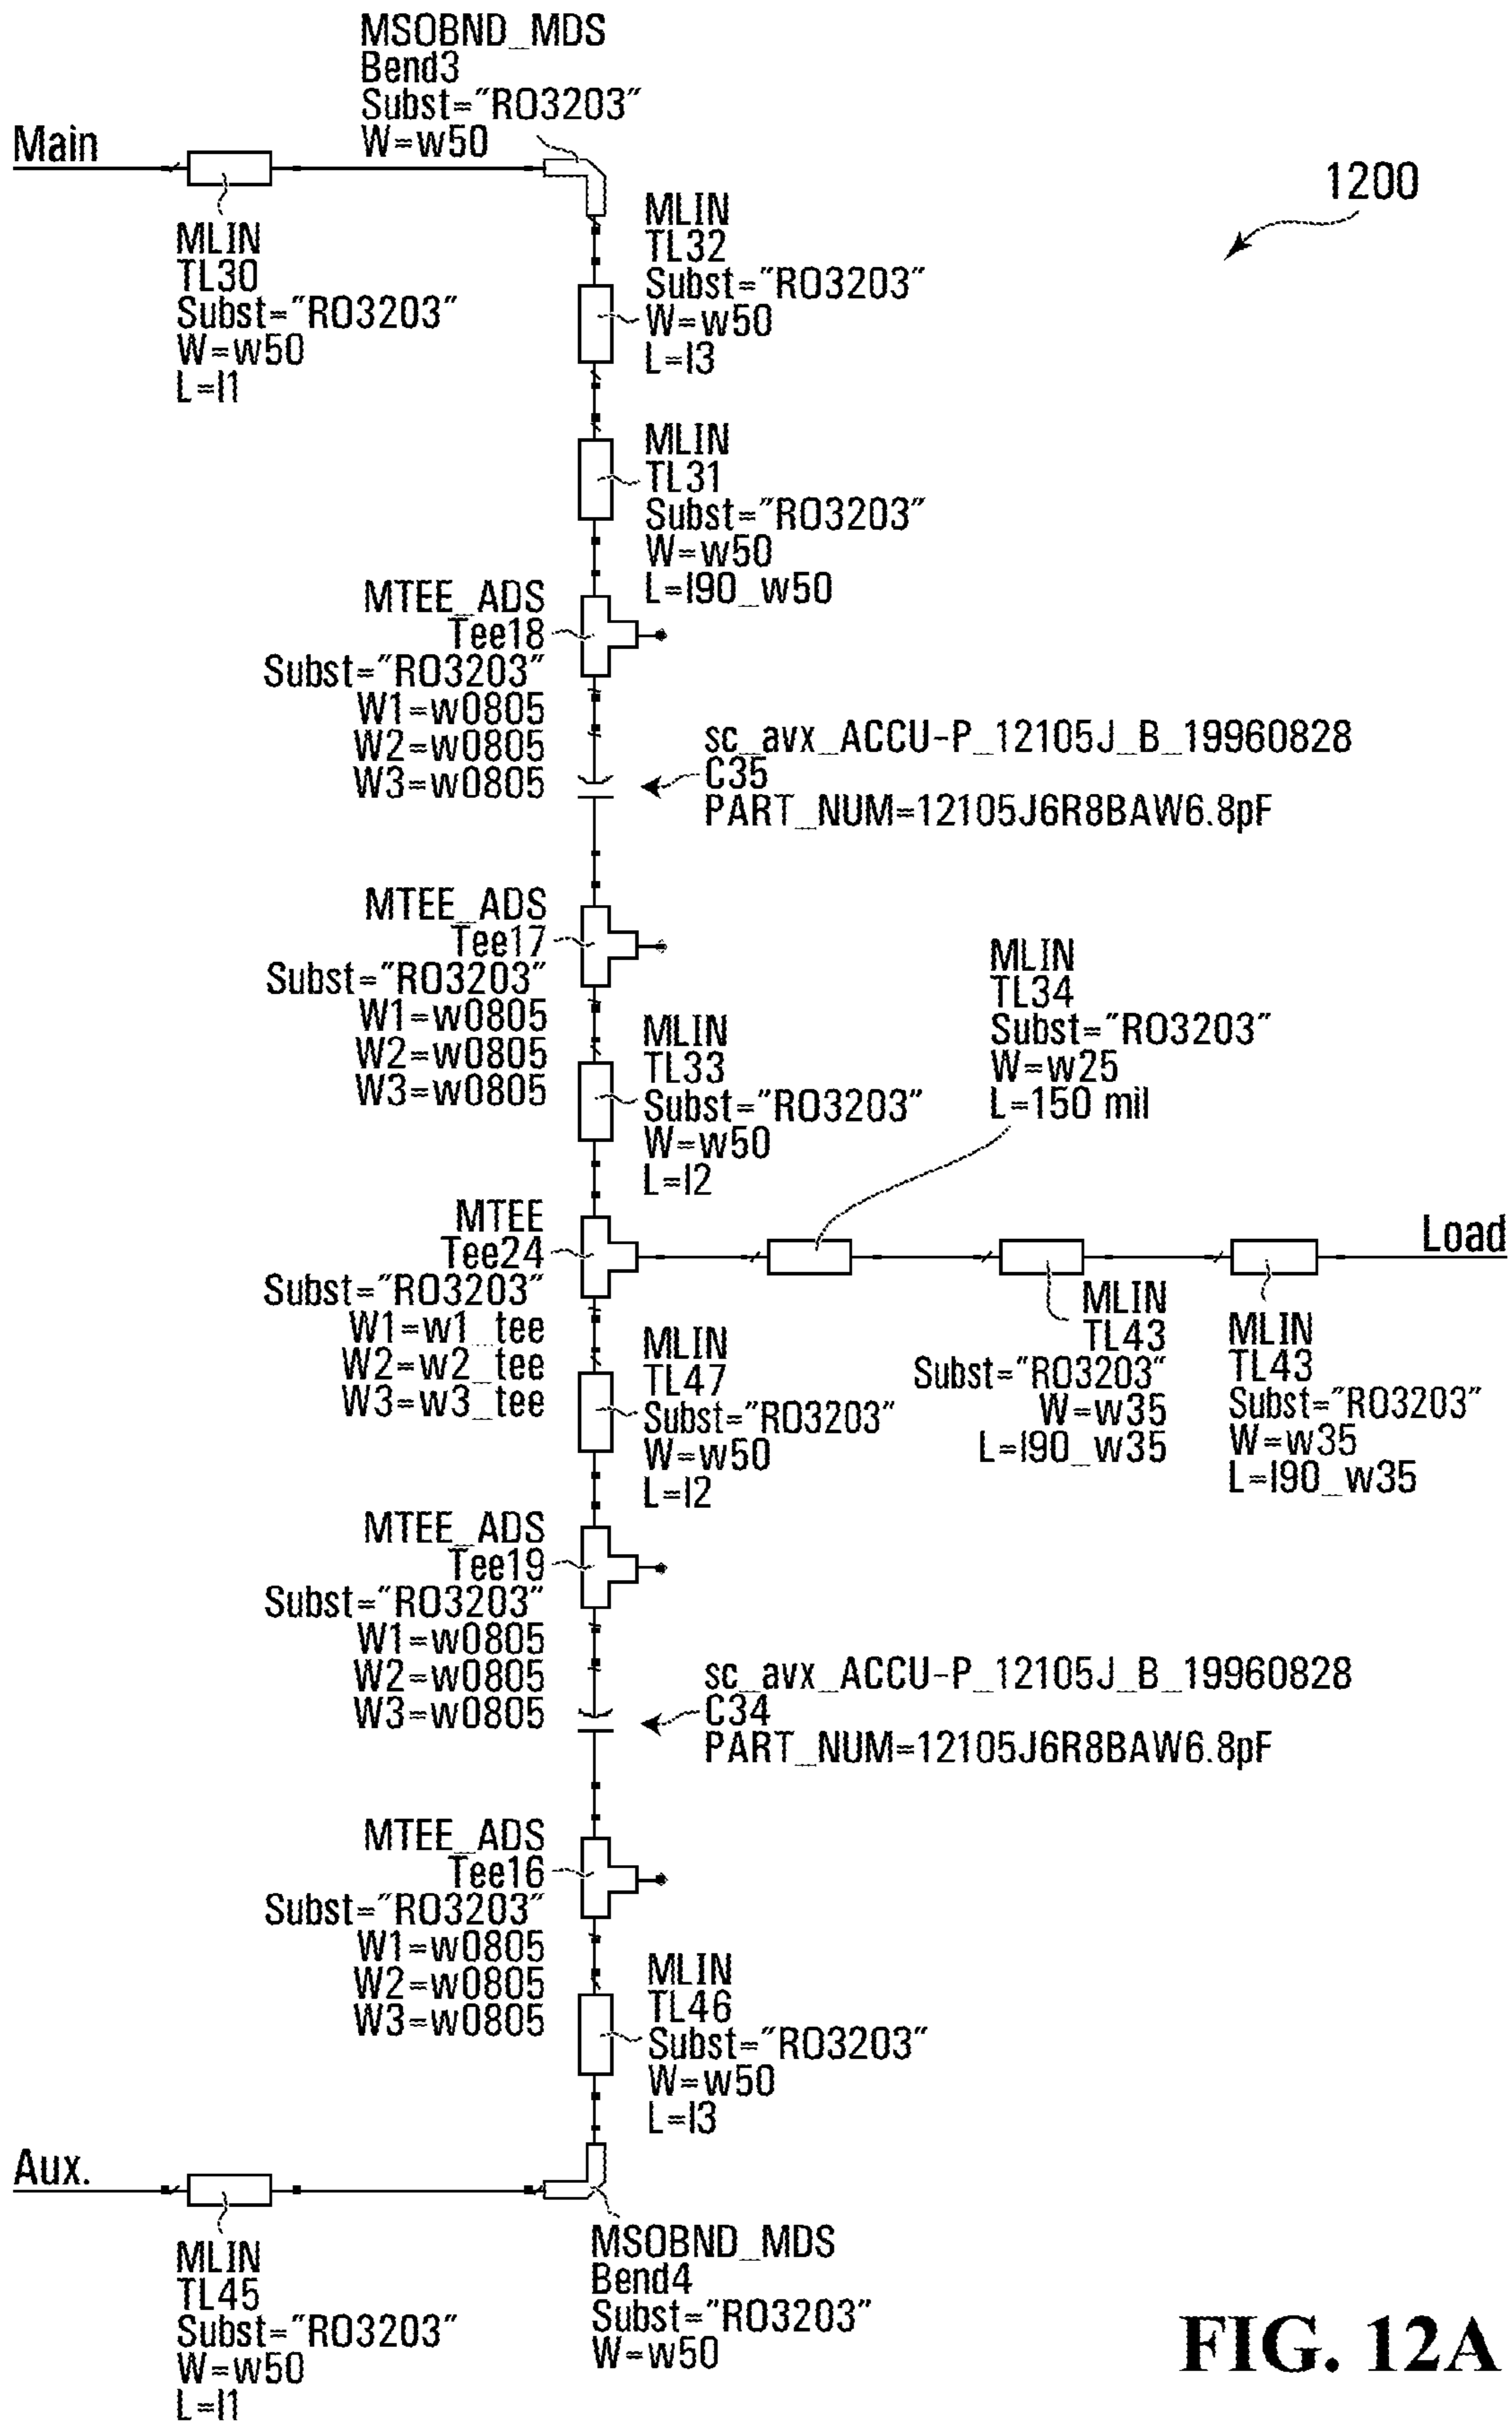 MSOBND_MDS
Bend3
Subst="RO3203"
W=w50
Main
1200
MLIN
TL30
Subst="RO3203"
W=w50
L=l1
MLIN
TL32
Subst="RO3203"
W=w50
L=l3
MLIN
TL31
Subst="RO3203"
W=w50
L=l90_w50
MTEE_ADS
Tee18
Subst="RO3203"
W1=w0805
W2=w0805
W3=w0805
sc_avx_ACCU-P_12105J_B_19960828
C35
PART_NUM=12105J6R8BAW6.8pF
MTEE_ADS
Tee17
Subst="RO3203"
W1=w0805
W2=w0805
W3=w0805
MLIN
TL33
Subst="RO3203"
W=w50
L=l2
MLIN
TL34
Subst="RO3203"
W=w25
L=150 mil
MTEE
Tee24
Subst="RO3203"
W1=w1_tee
W2=w2_tee
W3=w3_tee
Load
MLIN
TL47
Subst="RO3203"
W=w50
L=l2
MLIN
TL43
Subst="RO3203"
W=w35
L=l90_w35
MLIN
TL43
Subst="RO3203"
W=w35
L=l90_w35
MTEE_ADS
Tee19
Subst="RO3203"
W1=w0805
W2=w0805
W3=w0805
sc_avx_ACCU-P_12105J_B_19960828
C34
PART_NUM=12105J6R8BAW6.8pF
MTEE_ADS
Tee16
Subst="RO3203"
W1=w0805
W2=w0805
W3=w0805
MLIN
TL46
Subst="RO3203"
W=w50
L=l3
Aux.
MLIN
TL45
Subst="RO3203"
W=w50
L=l1
MSOBND_MDS
Bend4
Subst="RO3203"
W=w50
FIG. 12A